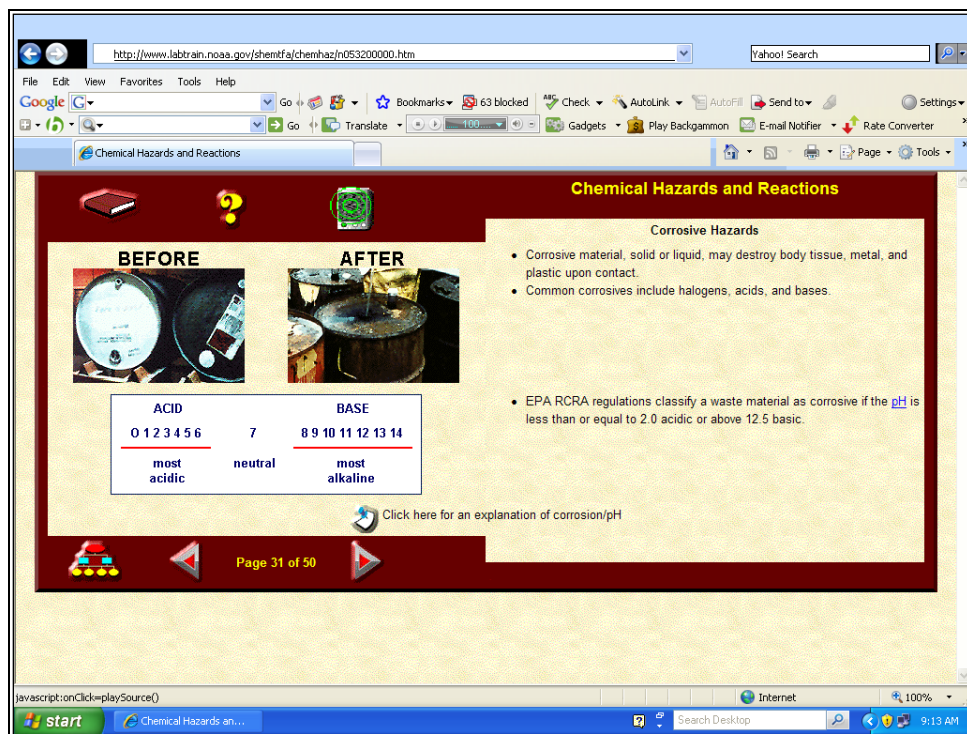 http://www.labtrain.noaa.gov/shemtfa/chemhaz/n053200000.htm
Yahoo! Search
File Edit View Favorites Tools Help
Google G Go Bookmarks 63 blocked ABC Check AutoLink AutoFill Send to Settings
Go Translate 100 Gadgets Play Backgammon E-mail Notifier Rate Converter
Chemical Hazards and Reactions Page Tools
Chemical Hazards and Reactions
Corrosive Hazards
BEFORE AFTER
• Corrosive material, solid or liquid, may destroy body tissue, metal, and
plastic upon contact.
• Common corrosives include halogens, acids, and bases.
• EPA RCRA regulations classify a waste material as corrosive if the pH is
less than or equal to 2.0 acidic or above 12.5 basic.
ACID BASE
0 1 2 3 4 5 6 7 8 9 10 11 12 13 14
most neutral most
acidic alkaline
Click here for an explanation of corrosion/pH
Page 31 of 50
javascript:onClick=playSource() Internet 100%
start Chemical Hazards an... Search Desktop 9:13 AM